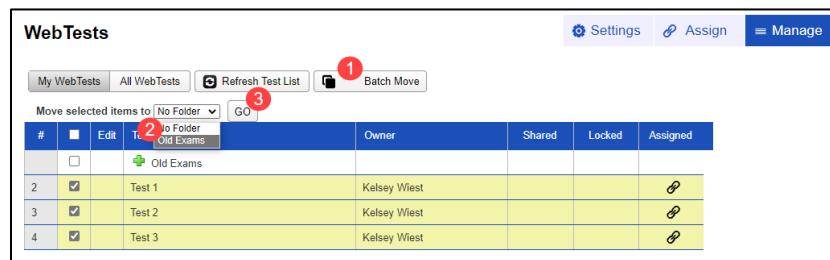 WebTests
Settings
Assign
≡ Manage
My WebTests
All WebTests
Refresh Test List
1
Batch Move
Move selected items to
No Folder
GO
3
2
No Folder
Old Exams
#
Edit
Owner
Shared
Locked
Assigned
Old Exams
2 Test 1 Kelsey Wiest
3 Test 2 Kelsey Wiest
4 Test 3 Kelsey Wiest